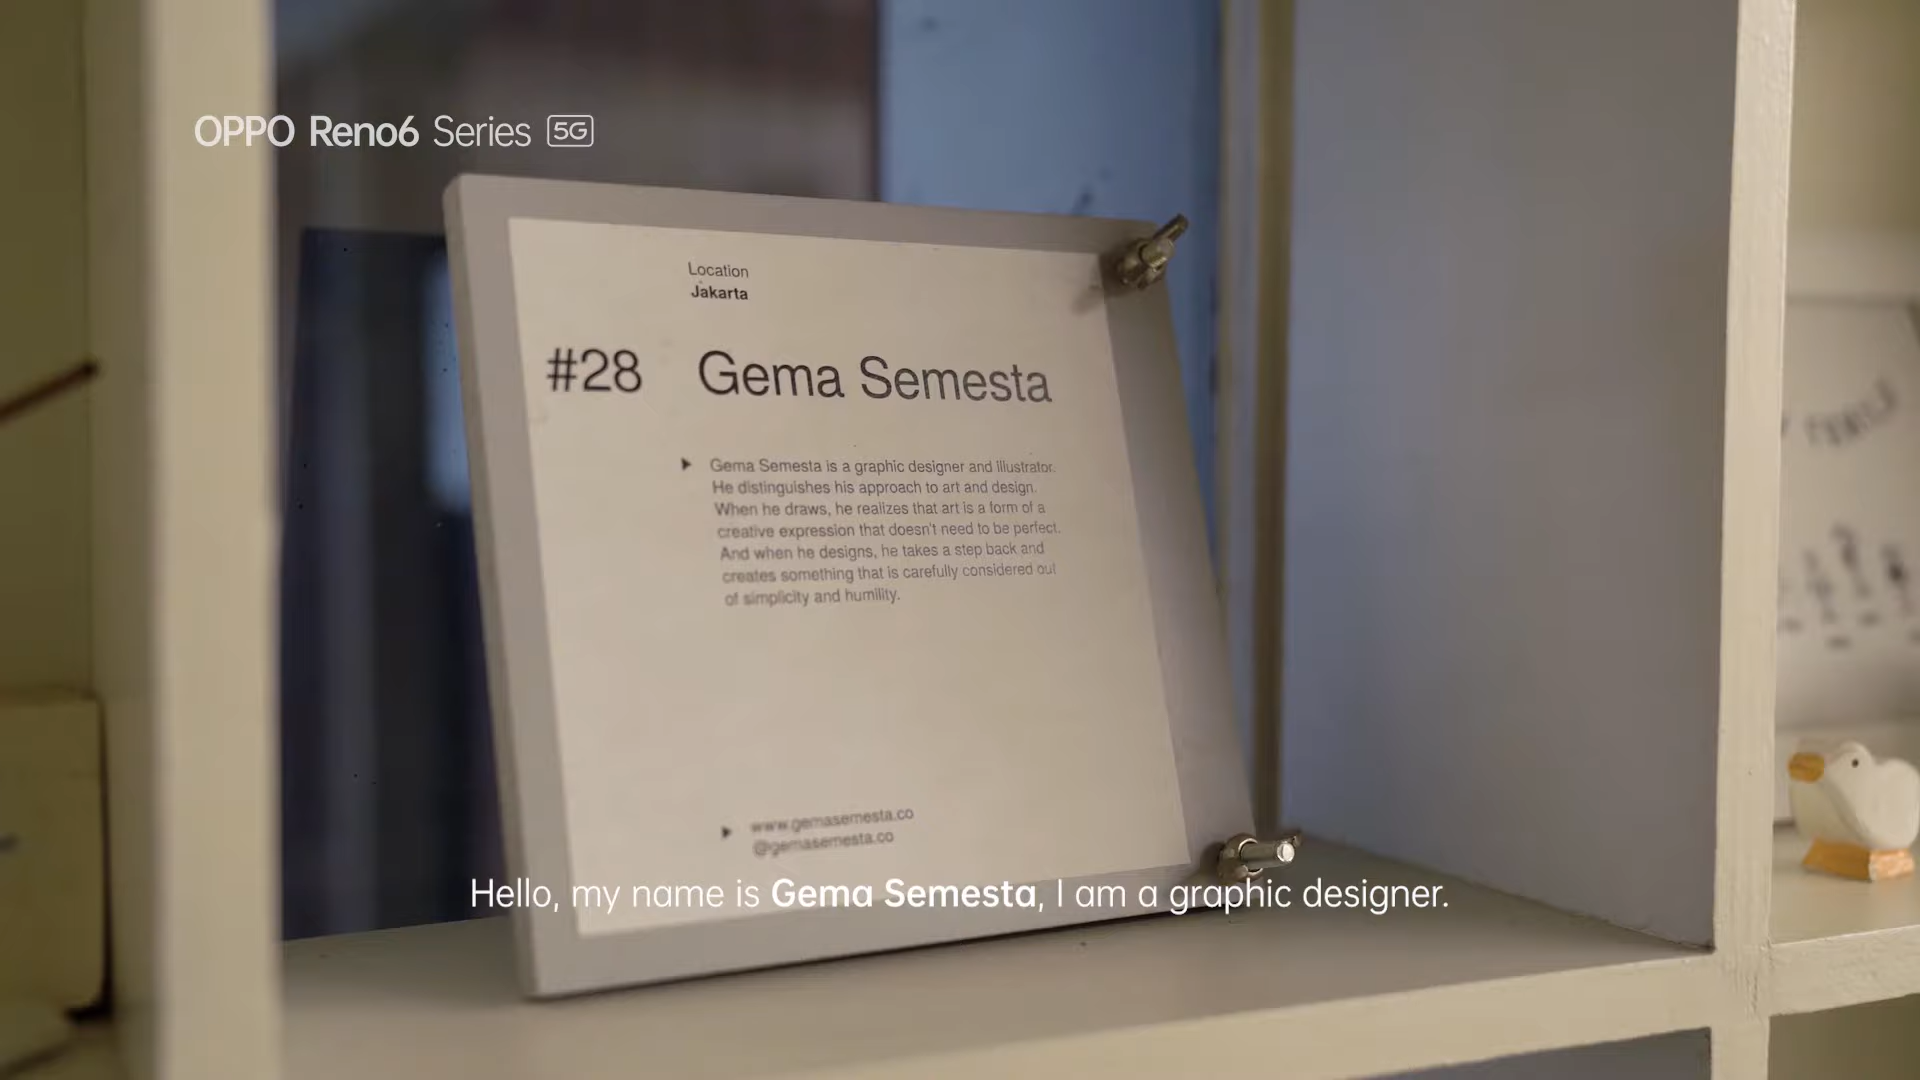 OPPO Reno6 Series 5G
Location
Jakarta
#28 Gema Semesta
Gema Semesta is a graphic designer and illustrator.
He distinguishes his approach to art and design.
When he draws, he realizes that art is a form of a
creative expression that doesn't need to be perfect.
And when he designs, he takes a step back and
creates something that is carefully considered out
of simplicity and humility.
www.gemasemesta.co
@gemasemesta.co
Hello, my name is Gema Semesta, I am a graphic designer.